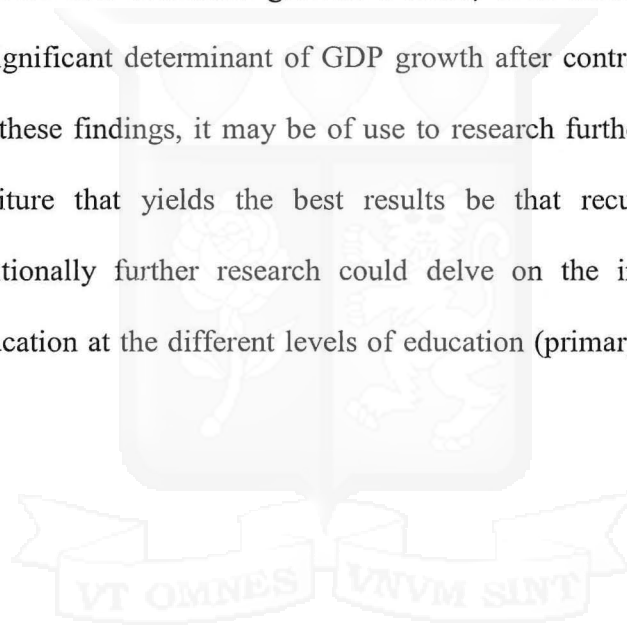 ignificant determinant of GDP growth after contr
these findings, it may be of use to research furth
iture that yields the best results be that recu
tionally further research could delve on the i
cation at the different levels of education (primar
VT OMNES VNVM SINT